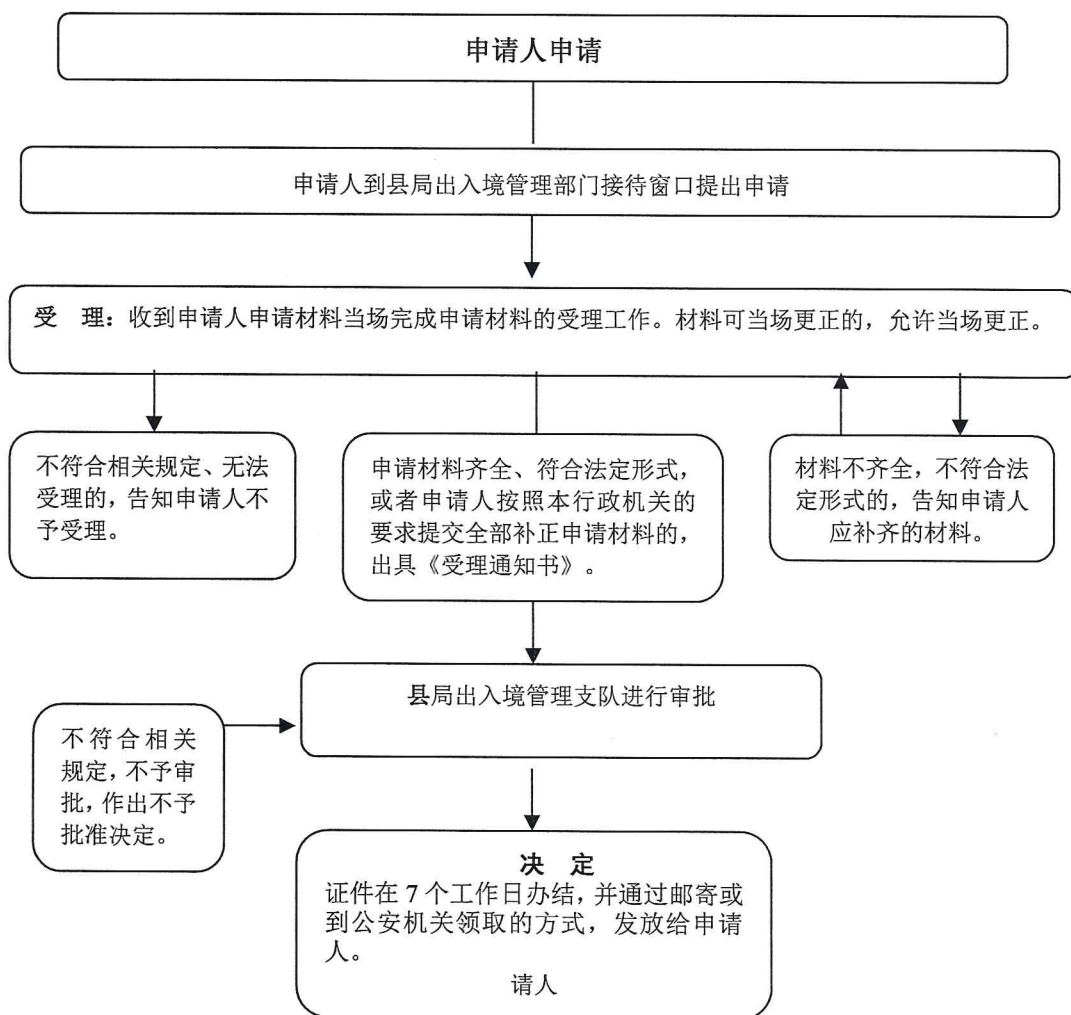 申请人申请
申请人到县局出入境管理部门接待窗口提出申请
受　理：收到申请人申请材料当场完成申请材料的受理工作。材料可当场更正的，允许当场更正。
不符合相关规定、无法
受理的，告知申请人不
予受理。
申请材料齐全、符合法定形式，
或者申请人按照本行政机关的
要求提交全部补正申请材料的，
出具《受理通知书》。
材料不齐全，不符合法
定形式的，告知申请人
应补齐的材料。
县局出入境管理支队进行审批
不符合相关
规定，不予审
批，作出不予
批准决定。
决　定
证件在 7 个工作日办结，并通过邮寄或
到公安机关领取的方式，发放给申请
人。
请人